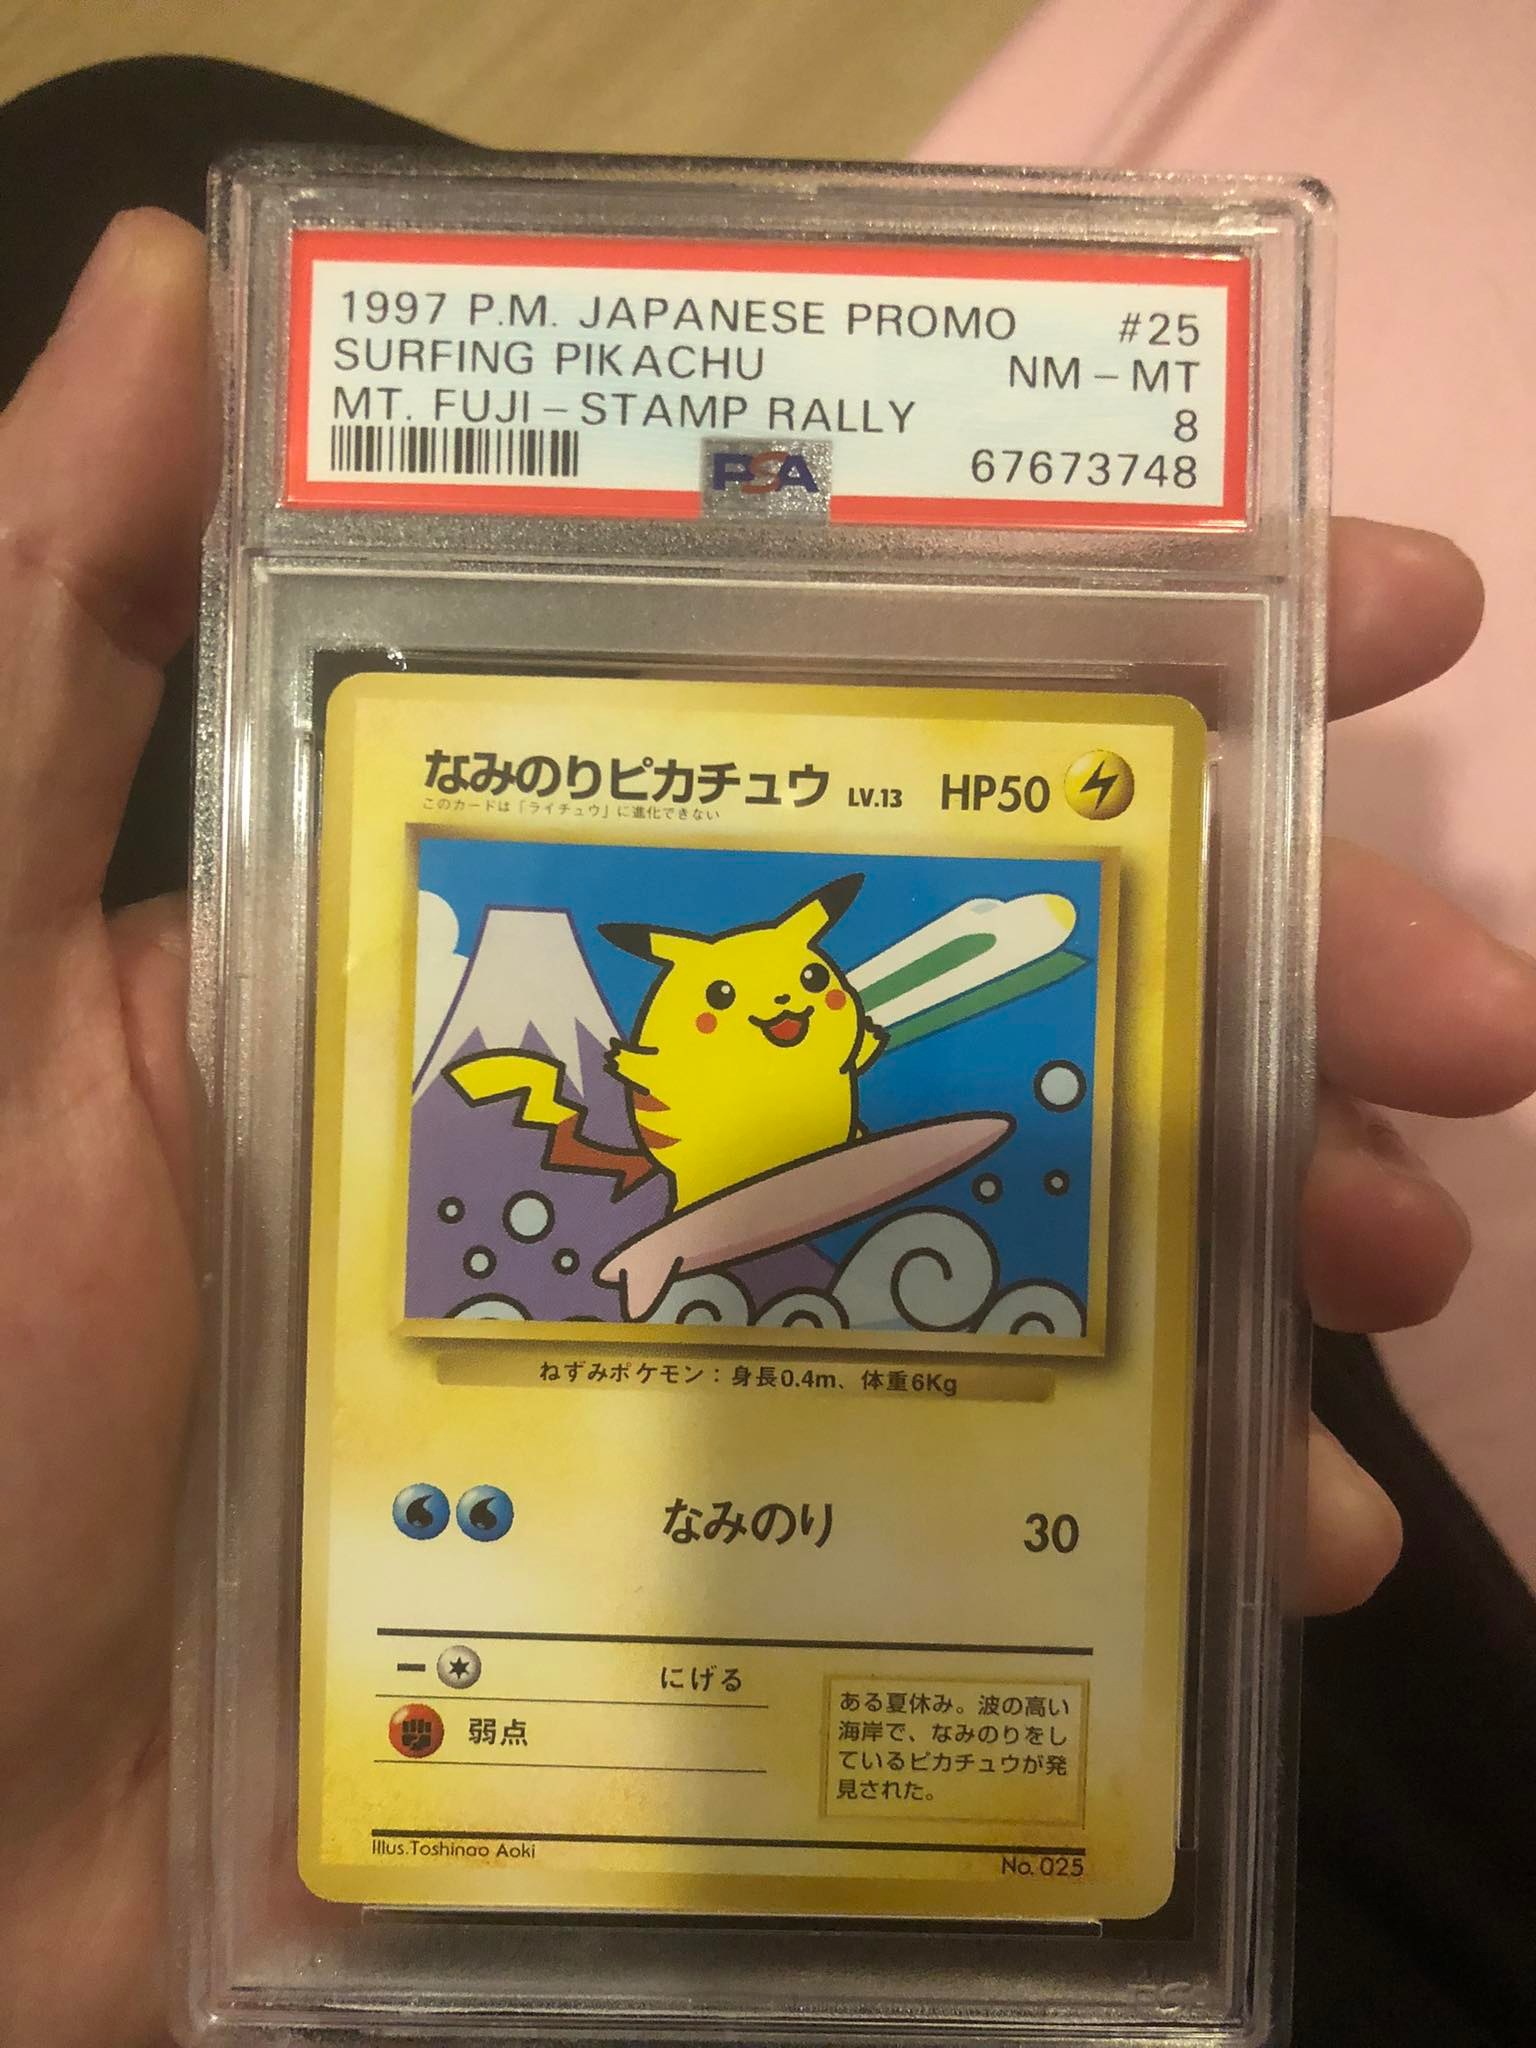 1997 P.M. JAPANESE PROMO #25
SURFING PIKACHU NM - MT
MT. FUJI - STAMP RALLY 8
PSA 67673748
なみのりピカチュウ LV.13 HP50
このカードは「ライチュウ」に進化できない
ねずみポケモン：身長0.4m、体重6Kg
なみのり 30
にげる
弱点
ある夏休み。波の高い
海岸で、なみのりをし
ているピカチュウが発
見された。
Illus.Toshinao Aoki
No. 025